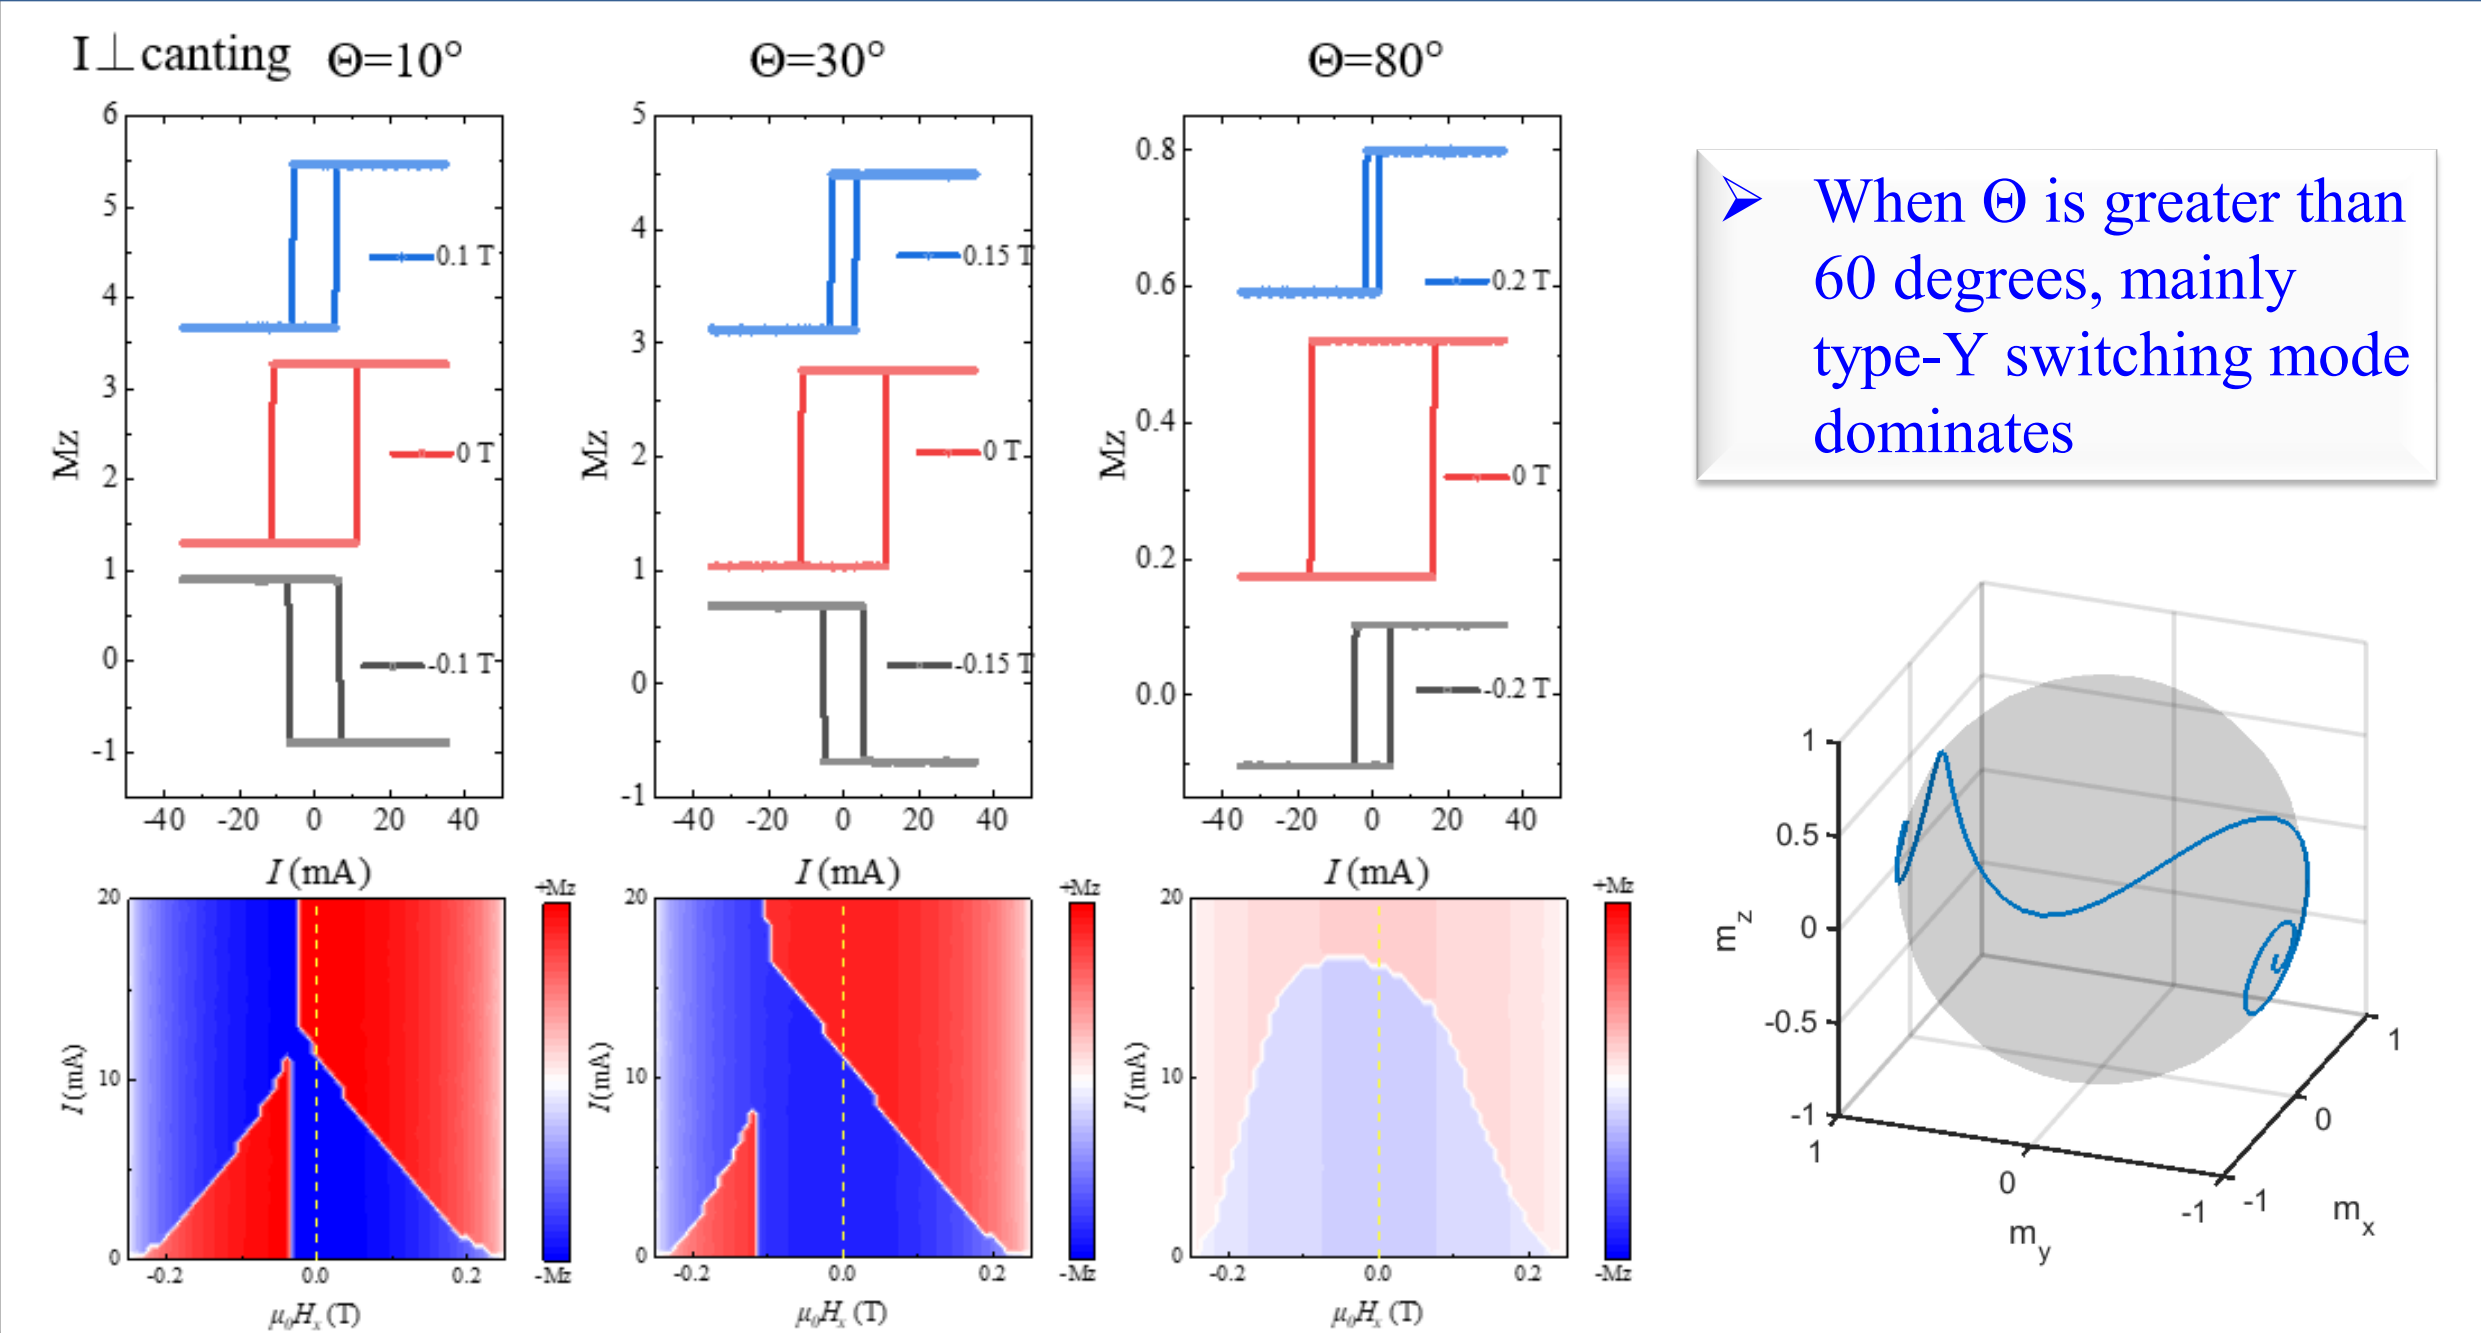 I⊥canting Θ=10°
Θ=30°
Θ=80°
6
5
4
3
2
1
0
-1
Mz
0.1 T
0 T
-0.1 T
-40 -20 0 20 40
I (mA)
5
4
3
2
1
0
-1
Mz
0.15 T
0 T
-0.15 T
-40 -20 0 20 40
I (mA)
0.8
0.6
0.4
0.2
0.0
Mz
0.2 T
0 T
-0.2 T
-40 -20 0 20 40
I (mA)
➢ When Θ is greater than
60 degrees, mainly
type-Y switching mode
dominates
20
10
0
I (mA)
-0.2 0.0 0.2
μ₀Hₓ (T)
+Mz
-Mz
20
10
0
I (mA)
-0.2 0.0 0.2
μ₀Hₓ (T)
+Mz
-Mz
20
10
0
I (mA)
-0.2 0.0 0.2
μ₀Hₓ (T)
+Mz
-Mz
1
0.5
0
-0.5
-1
m_z
1
0
-1
m_y
-1
0
1
m_x